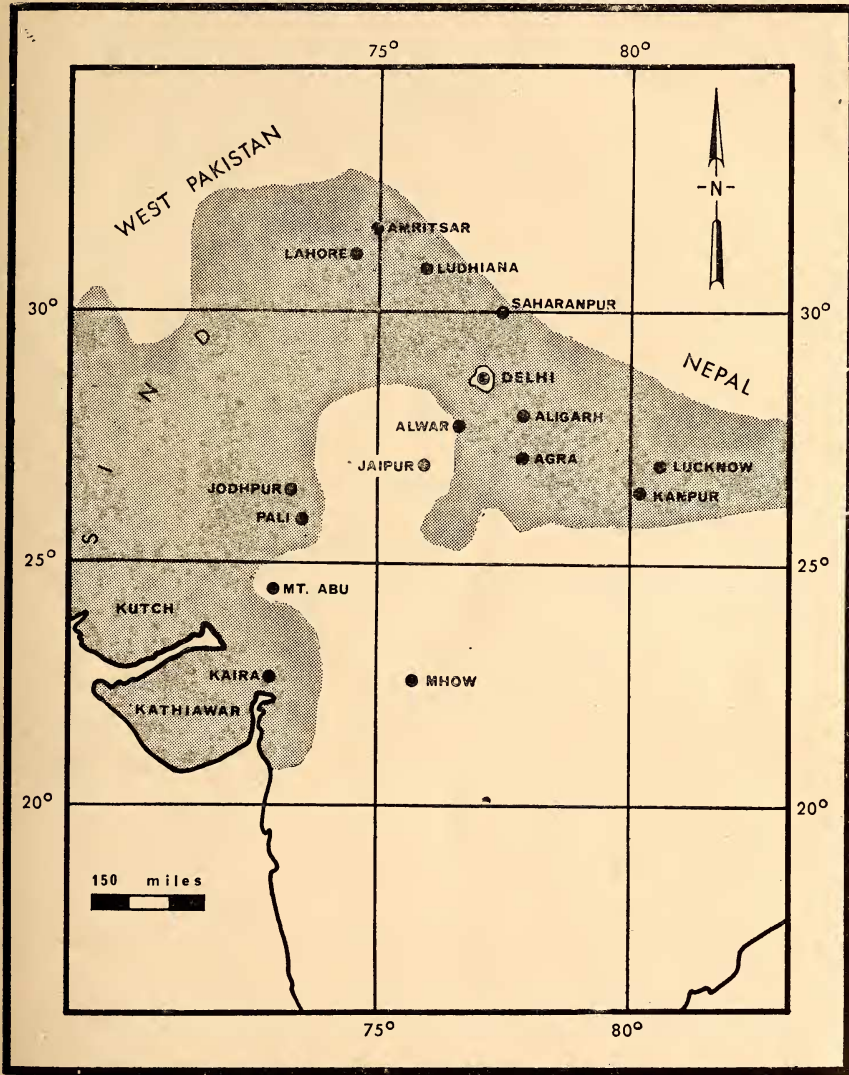 75° 80°
WEST PAKISTAN
-N-
AMRITSAR
LAHORE
LUDHIANA
SAHARANPUR
30° 30°
SIND
NEPAL
DELHI
ALIGARH
ALWAR
AGRA
JAIPUR
LUCKNOW
JODHPUR
KANPUR
PALI
25° 25°
MT. ABU
KUTCH
KAIRA
MHOW
KATHIAWAR
20° 20°
150 miles
75° 80°